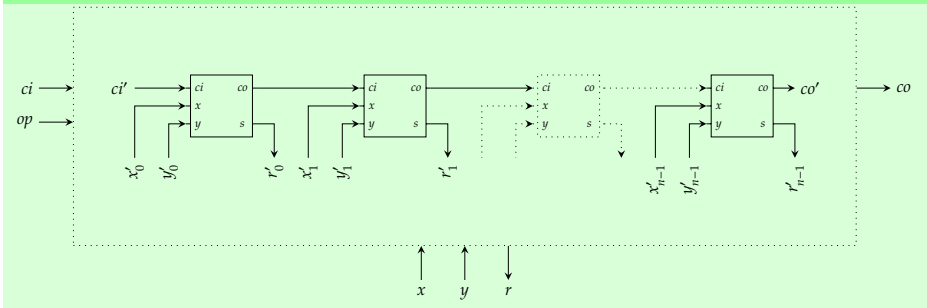 ci ci′ ci co ci co ci co ci co co′ co
x x x x
op y s y s y s y s
x′0 y′0 r′0 x′1 y′1 r′1 x′n−1 y′n−1 r′n−1
x y r